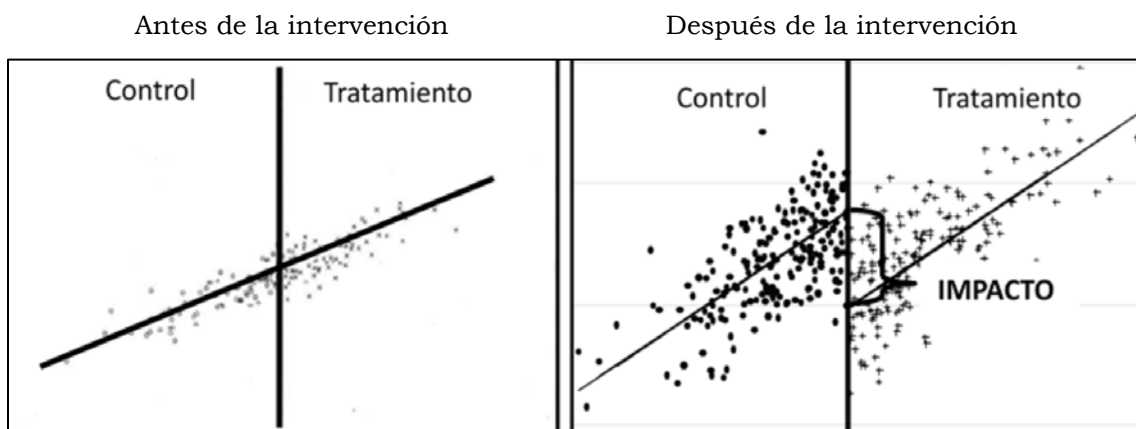 Antes de la intervención
Después de la intervención
Control
Tratamiento
Control
Tratamiento
IMPACTO